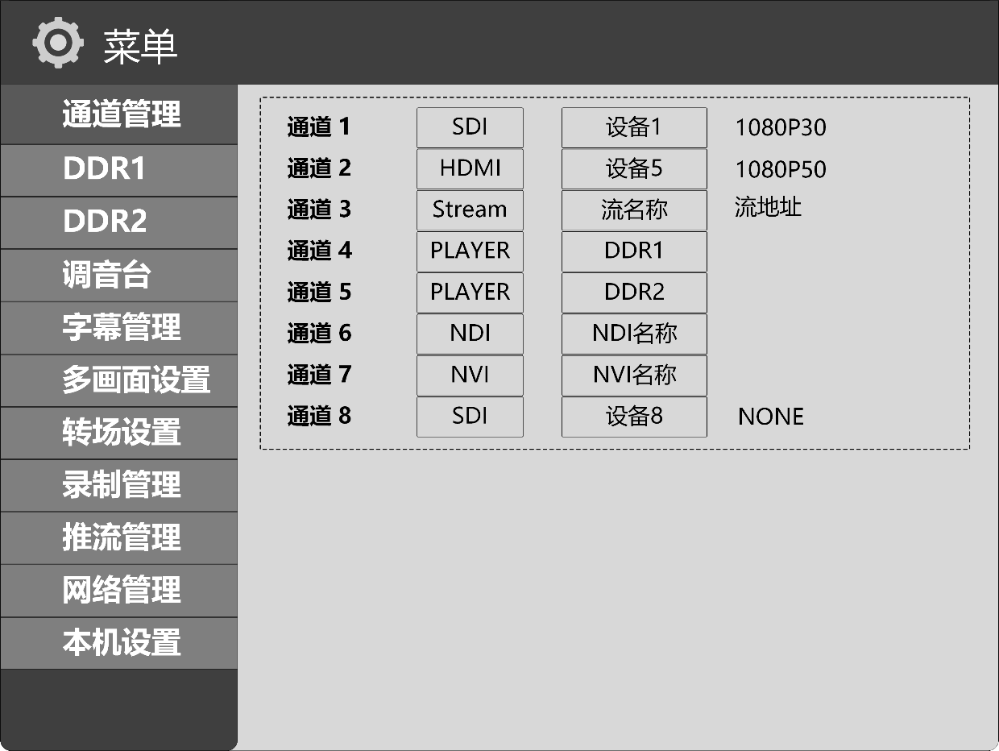 菜单
通道管理
DDR1
DDR2
调音台
字幕管理
多画面设置
转场设置
录制管理
推流管理
网络管理
本机设置
通道 1 SDI 设备1 1080P30
通道 2 HDMI 设备5 1080P50
通道 3 Stream 流名称 流地址
通道 4 PLAYER DDR1
通道 5 PLAYER DDR2
通道 6 NDI NDI名称
通道 7 NVI NVI名称
通道 8 SDI 设备8 NONE